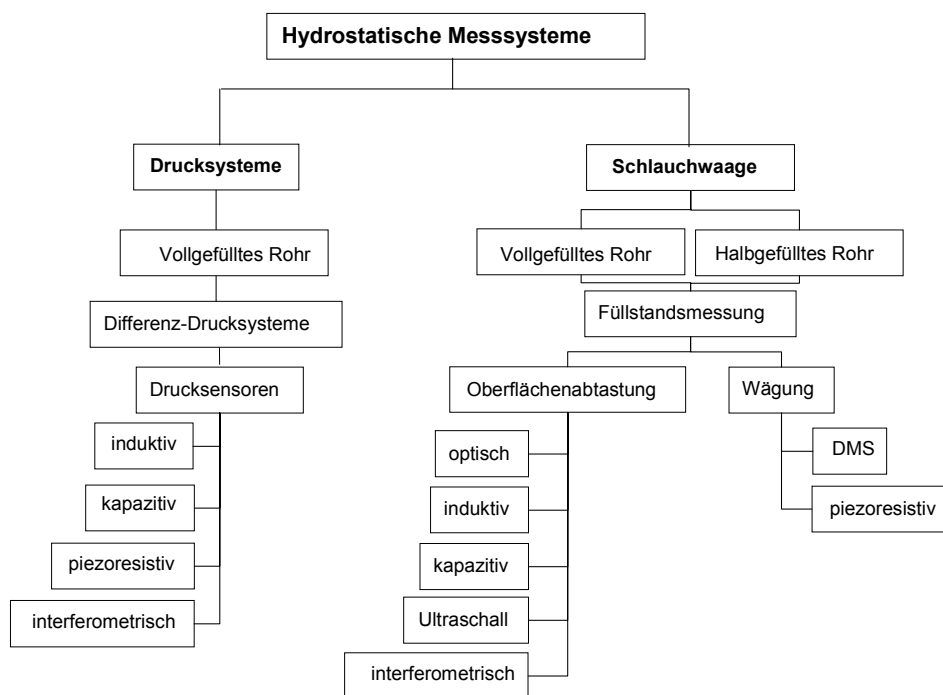 Hydrostatische Messsysteme
Drucksysteme
Schlauchwaage
Vollgefülltes Rohr
Vollgefülltes Rohr
Halbgefülltes Rohr
Differenz-Drucksysteme
Füllstandsmessung
Drucksensoren
Oberflächenabtastung
Wägung
induktiv
kapazitiv
piezoresistiv
interferometrisch
optisch
induktiv
kapazitiv
Ultraschall
interferometrisch
DMS
piezoresistiv